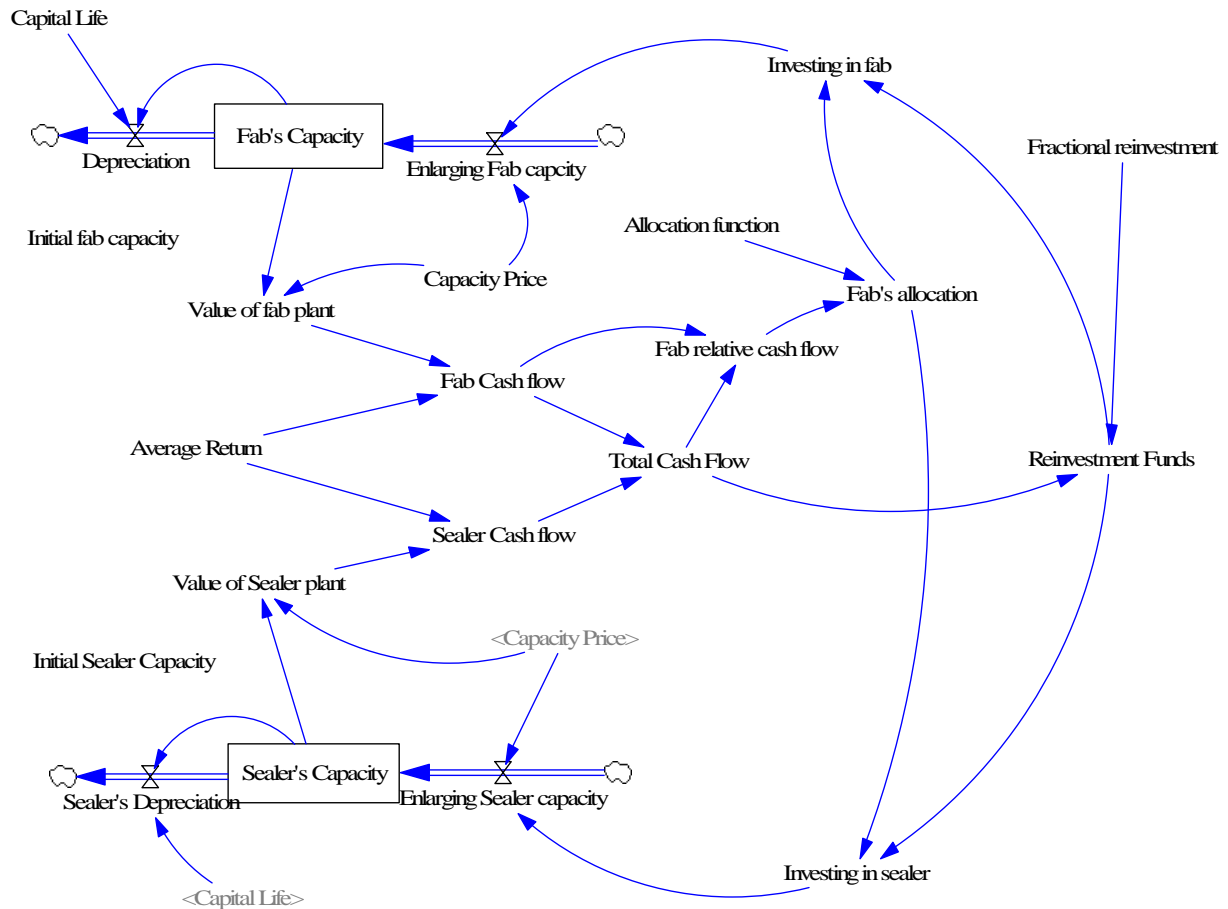 Capital Life
Investing in fab
Fab's Capacity
Depreciation
Enlarging Fab capcity
Fractional reinvestment
Initial fab capacity
Allocation function
Capacity Price
Fab's allocation
Value of fab plant
Fab relative cash flow
Fab Cash flow
Average Return
Total Cash Flow
Reinvestment Funds
Sealer Cash flow
Value of Sealer plant
<Capacity Price>
Initial Sealer Capacity
Sealer's Capacity
Sealer's Depreciation
Enlarging Sealer capacity
Investing in sealer
<Capital Life>